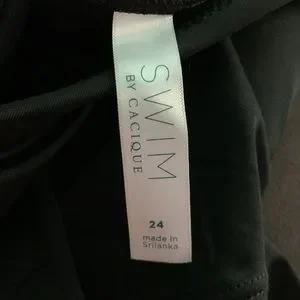 SWIM
BY CACIQUE
24
made in
Srilanka